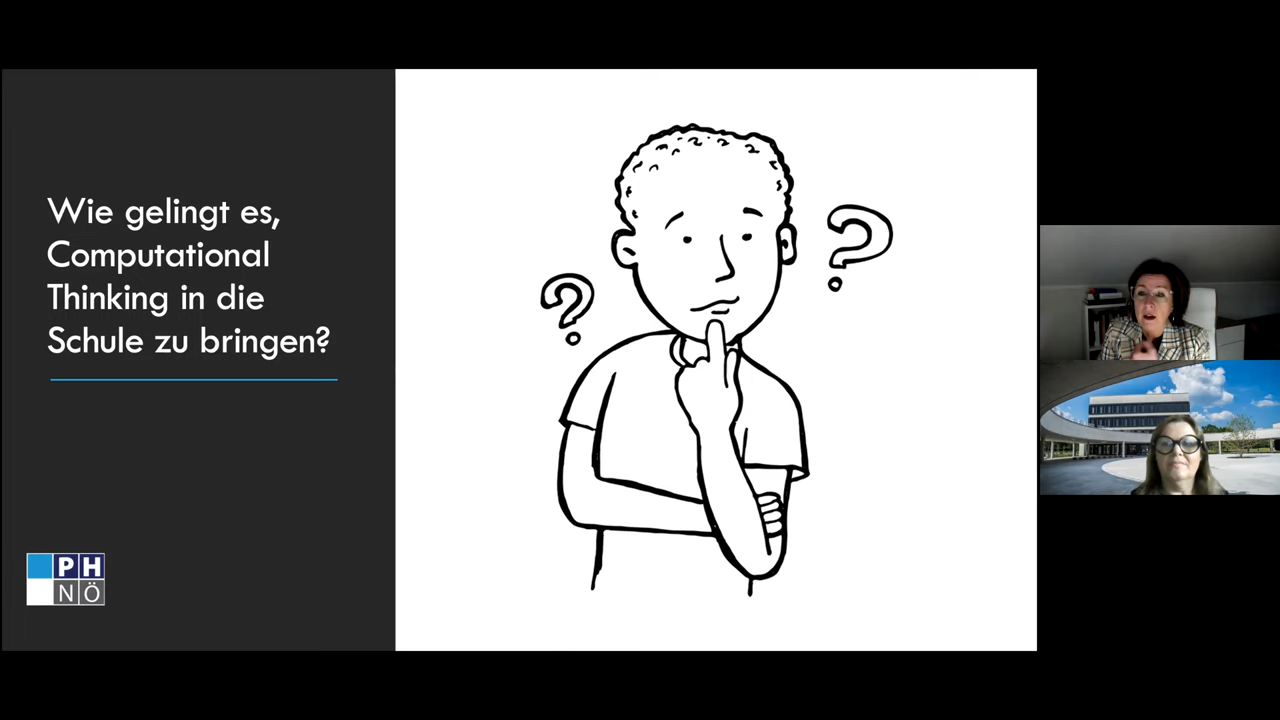 Wie gelingt es,
Computational
Thinking in die
Schule zu bringen?
?
?
PH
NÖ